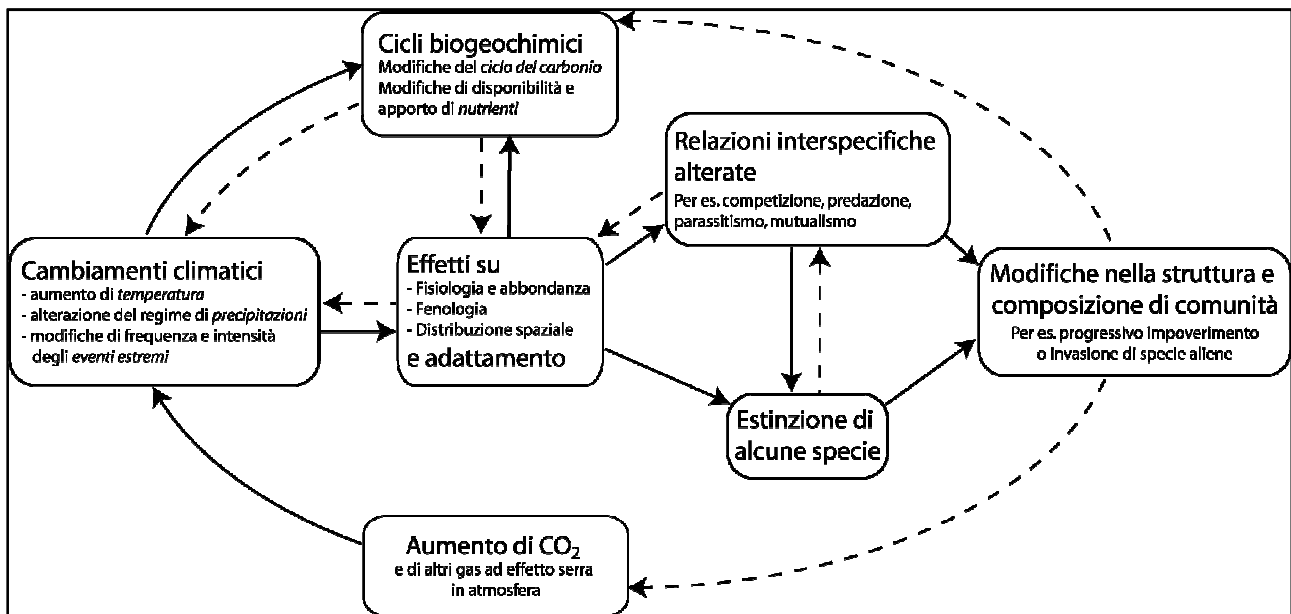 Cicli biogeochimici
Modifiche del ciclo del carbonio
Modifiche di disponibilità e
apporto di nutrienti
Relazioni interspecifiche
alterate
Per es. competizione, predazione,
parassitismo, mutualismo
Cambiamenti climatici
- aumento di temperatura
- alterazione del regime di precipitazioni
- modifiche di frequenza e intensità
degli eventi estremi
Effetti su
- Fisiologia e abbondanza
- Fenologia
- Distribuzione spaziale
e adattamento
Modifiche nella struttura e
composizione di comunità
Per es. progressivo impoverimento
o invasione di specie aliene
Estinzione di
alcune specie
Aumento di CO₂
e di altri gas ad effetto serra
in atmosfera